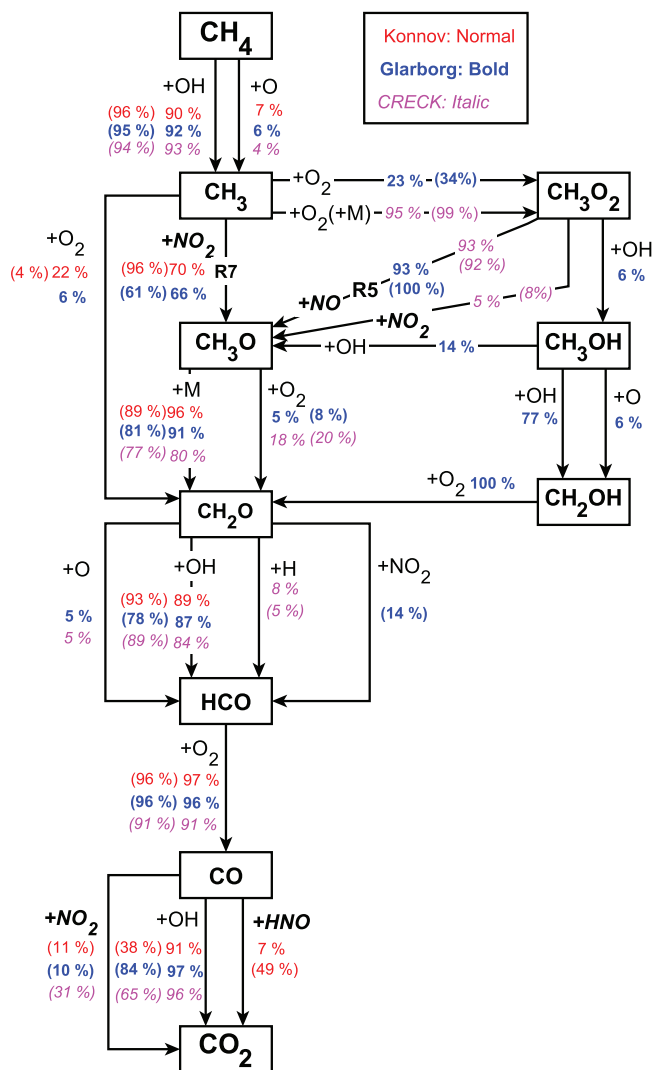 CH4
Konnov: Normal
Glarborg: Bold
CRECK: Italic
+OH
+O
(96 %) 90 %
7 %
(95 %) 92 %
6 %
(94 %) 93 %
4 %
CH3
+O2
23 %
(34%)
CH3O2
+O2(+M)
95 %
(99 %)
+O2
(4 %) 22 %
6 %
+NO2
(96 %) 70 %
R7
(61 %) 66 %
93 %
(92 %)
93 %
(100 %)
+NO
R5
5 %
(8%)
+NO2
+OH
6 %
CH3O
+OH
14 %
CH3OH
+M
+O2
(89 %) 96 %
5 %
(8 %)
(81 %) 91 %
18 %
(20 %)
(77 %) 80 %
+OH
77 %
+O
6 %
CH2O
+O2
100 %
CH2OH
+O
+OH
+H
+NO2
5 %
5 %
(93 %) 89 %
(78 %) 87 %
(89 %) 84 %
8 %
(5 %)
(14 %)
HCO
+O2
(96 %) 97 %
(96 %) 96 %
(91 %) 91 %
CO
+NO2
+OH
+HNO
(11 %)
(38 %) 91 %
7 %
(10 %)
(84 %) 97 %
(49 %)
(31 %)
(65 %) 96 %
CO2